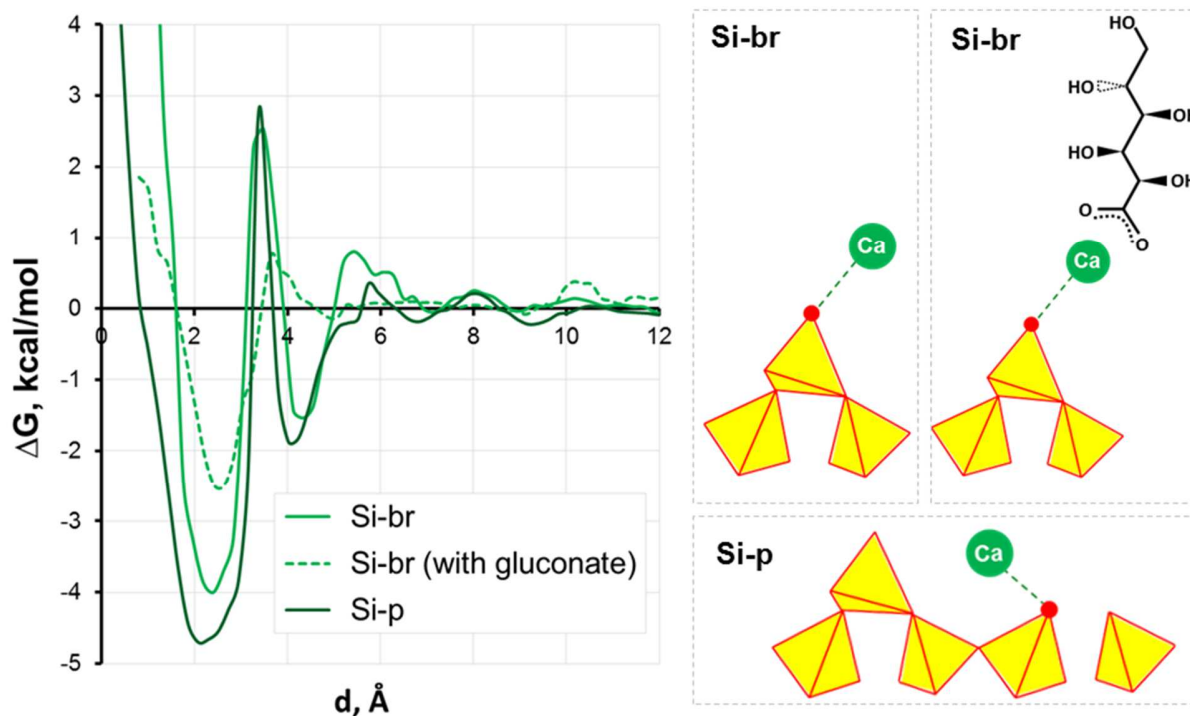 4
3
2
1
0
-1
-2
-3
-4
-5
0
2
4
6
8
10
12
ΔG, kcal/mol
d, Å
Si-br
Si-br (with gluconate)
Si-p
Si-br
Ca
Si-br
HO
HO
OH
HO
OH
O
O
Ca
Si-p
Ca